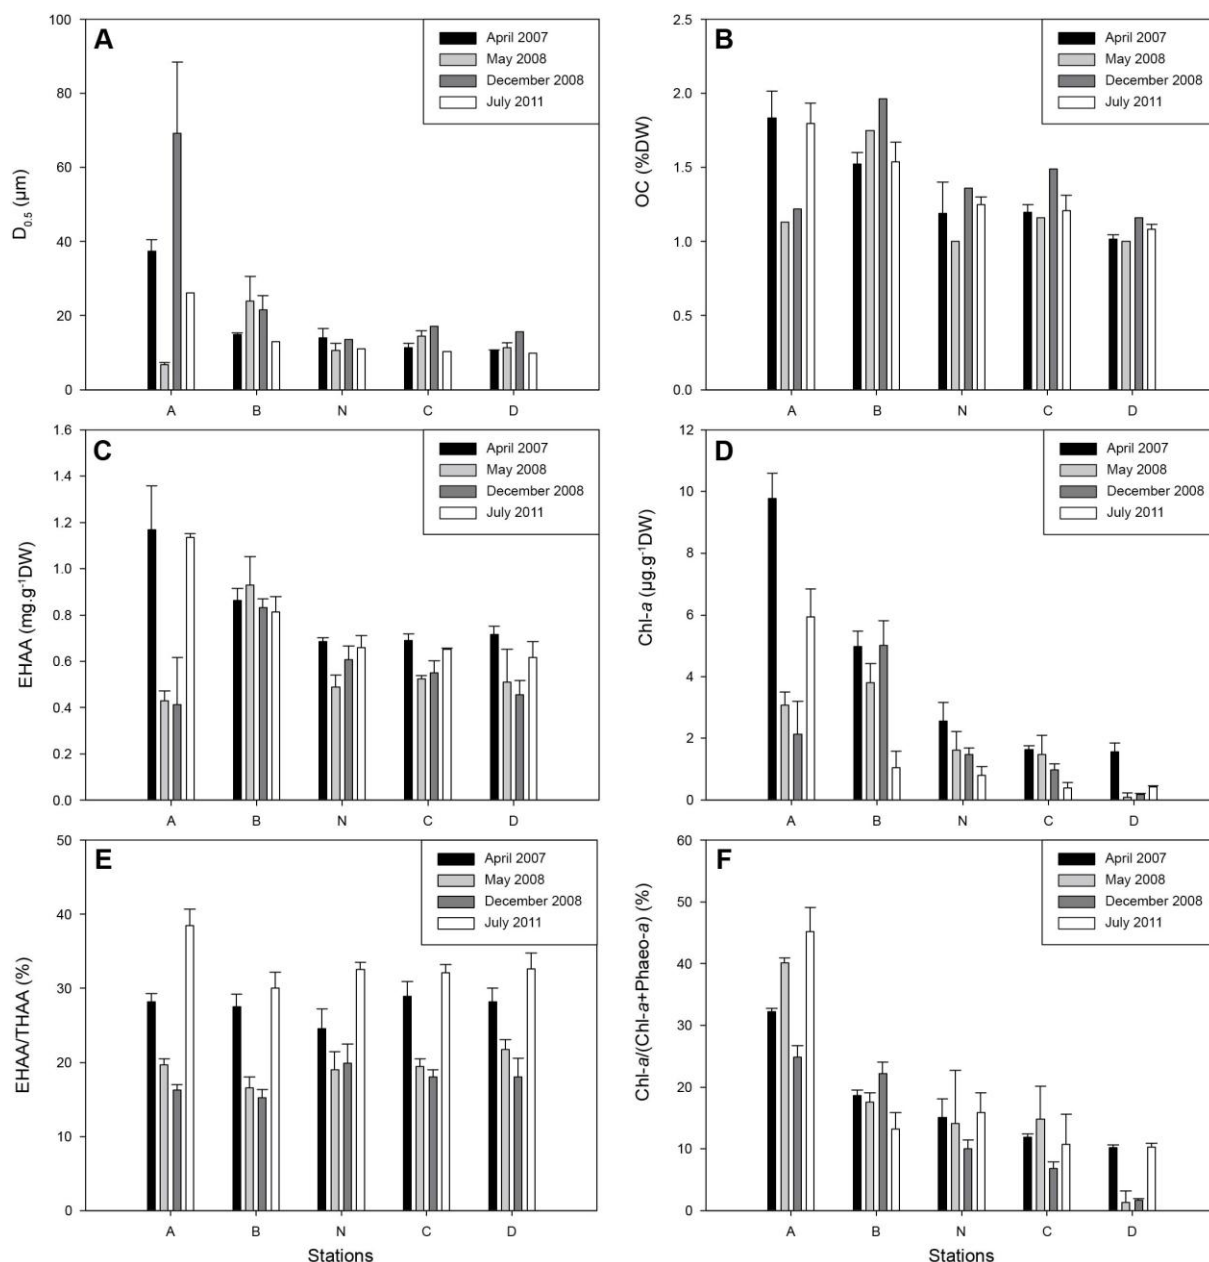 A
D0.5 (µm)
100
80
60
40
20
0
April 2007
May 2008
December 2008
July 2011
A B N C D
B
OC (%DW)
2.5
2.0
1.5
1.0
0.5
0.0
April 2007
May 2008
December 2008
July 2011
A B N C D
C
EHAA (mg.g-1DW)
1.6
1.4
1.2
1.0
0.8
0.6
0.4
0.2
0.0
April 2007
May 2008
December 2008
July 2011
A B N C D
D
Chl-a (µg.g-1DW)
12
10
8
6
4
2
0
April 2007
May 2008
December 2008
July 2011
A B N C D
E
EHAA/THAA (%)
50
40
30
20
10
0
April 2007
May 2008
December 2008
July 2011
A B N C D
Stations
F
Chl-a/(Chl-a+Phaeo-a) (%)
60
50
40
30
20
10
0
April 2007
May 2008
December 2008
July 2011
A B N C D
Stations